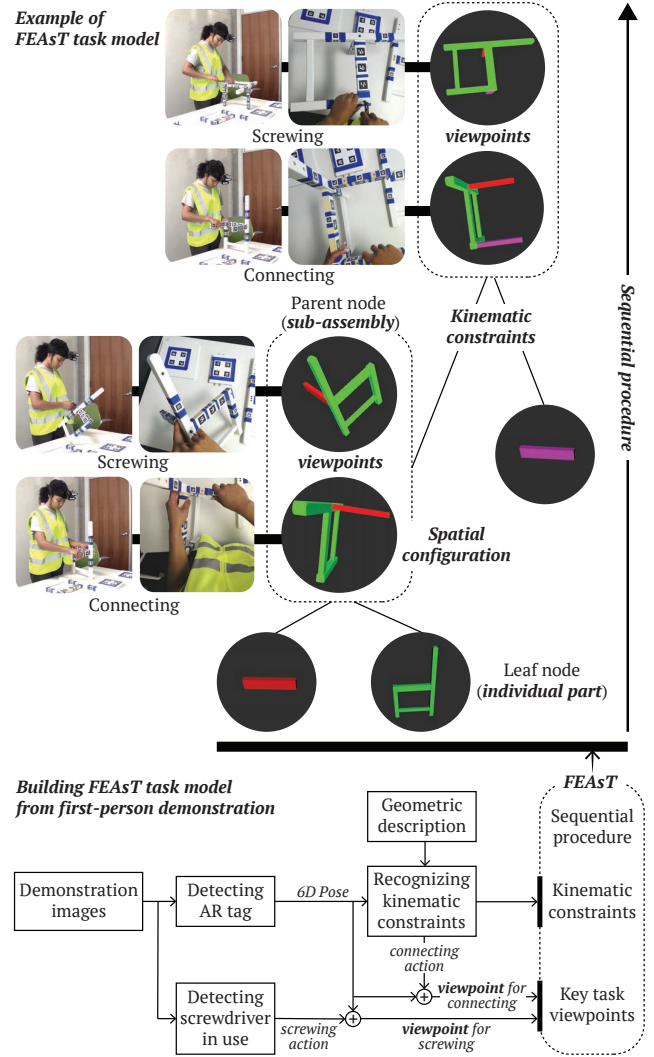 Example of
FEAsT task model
Screwing
viewpoints
Connecting
Parent node
(sub-assembly)
Kinematic
constraints
Sequential procedure
Screwing
viewpoints
Spatial
configuration
Connecting
Leaf node
(individual part)
Building FEAsT task model
from first-person demonstration
FEAsT
Geometric
description
Sequential
procedure
Demonstration
images
Detecting
AR tag
6D Pose
Recognizing
kinematic
constraints
Kinematic
constraints
connecting
action
Detecting
screwdriver
in use
screwing
action
viewpoint for
connecting
viewpoint for
screwing
Key task
viewpoints